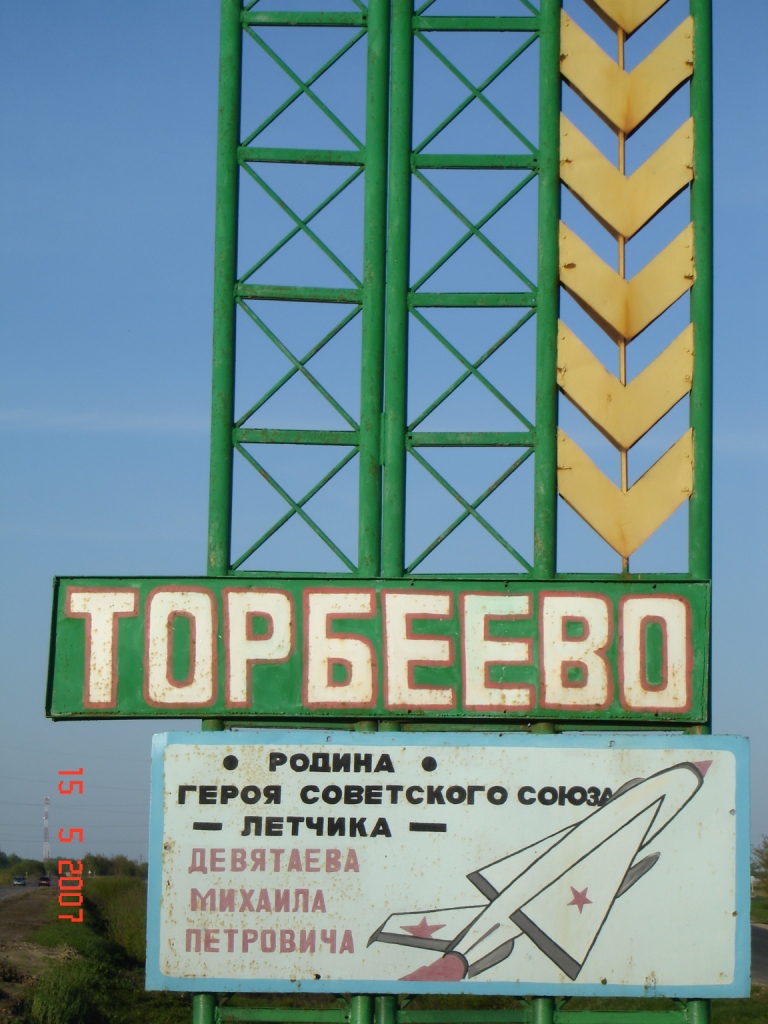 ТОРБЕЕВО
• РОДИНА •
ГЕРОЯ СОВЕТСКОГО СОЮЗА
— ЛЕТЧИКА —
ДЕВЯТАЕВА
МИХАИЛА
ПЕТРОВИЧА
15 5 2007